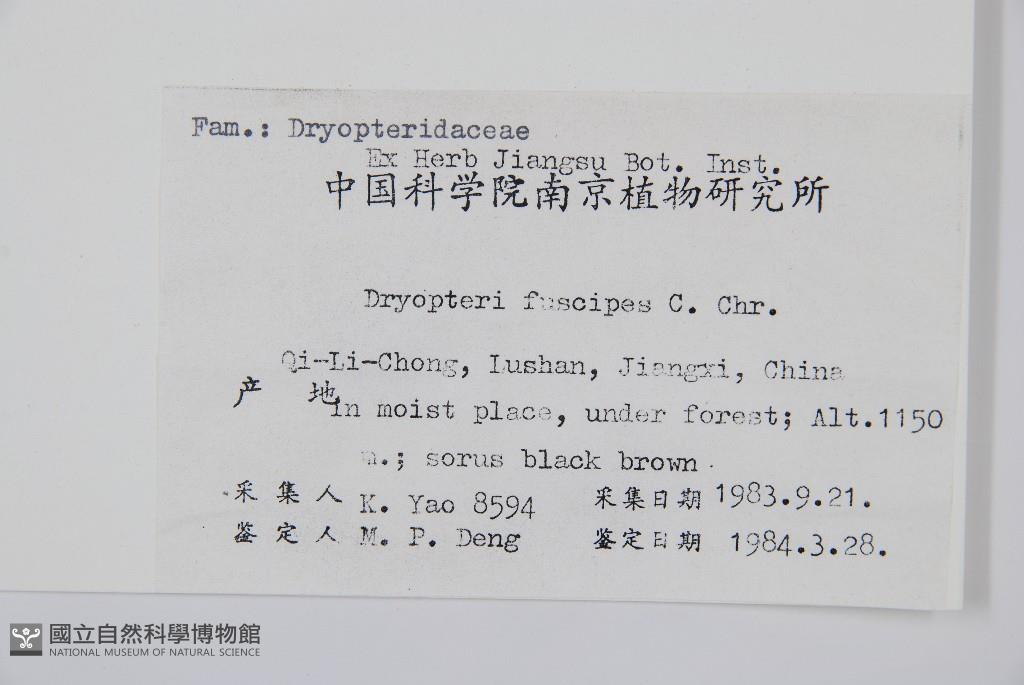 Fam.: Dryopteridaceae
Ex Herb Jiangsu Bot. Inst.
中国科学院南京植物研究所
Dryopteri fuscipes C. Chr.
Qi-Li-Chong, Lushan, Jiangxi, China
产 地
in moist place, under forest; Alt.1150
m.; sorus black brown.
采 集 人 K. Yao 8594 采集日期 1983.9.21.
鉴 定 人 M. P. Deng 鉴定日期 1984.3.28.
國立自然科學博物館
NATIONAL MUSEUM OF NATURAL SCIENCE